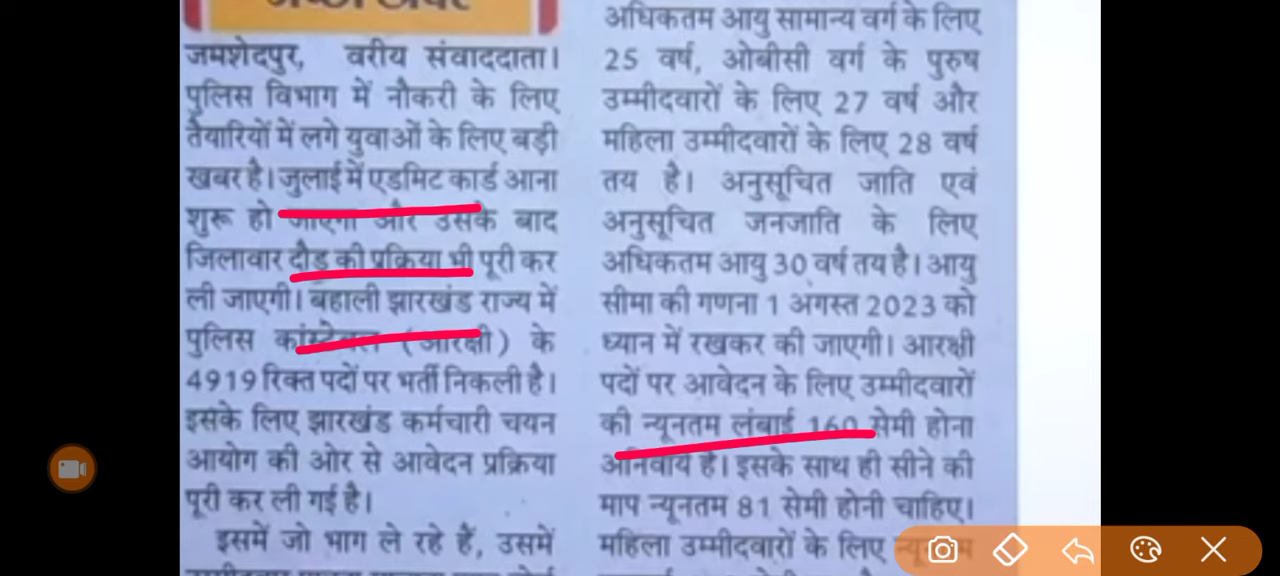 अच्छी खबर
जमशेदपुर, वरीय संवाददाता।
पुलिस विभाग में नौकरी के लिए
तैयारियों में लगे युवाओं के लिए बड़ी
खबर है। जुलाई में एडमिट कार्ड आना
शुरू हो जाएगा और उसके बाद
जिलावार दौड़ की प्रक्रिया भी पूरी कर
ली जाएगी। बहाली झारखंड राज्य में
पुलिस कांस्टेबल (आरक्षी) के
4919 रिक्त पदों पर भर्ती निकली है।
इसके लिए झारखंड कर्मचारी चयन
आयोग की ओर से आवेदन प्रक्रिया
पूरी कर ली गई है।
इसमें जो भाग ले रहे हैं, उसमें
अधिकतम आयु सामान्य वर्ग के लिए
25 वर्ष, ओबीसी वर्ग के पुरुष
उम्मीदवारों के लिए 27 वर्ष और
महिला उम्मीदवारों के लिए 28 वर्ष
तय है। अनुसूचित जाति एवं
अनुसूचित जनजाति के लिए
अधिकतम आयु 30 वर्ष तय है। आयु
सीमा की गणना 1 अगस्त 2023 को
ध्यान में रखकर की जाएगी। आरक्षी
पदों पर आवेदन के लिए उम्मीदवारों
की न्यूनतम लंबाई 160 सेमी होना
अनिवार्य है। इसके साथ ही सीने की
माप न्यूनतम 81 सेमी होनी चाहिए।
महिला उम्मीदवारों के लिए